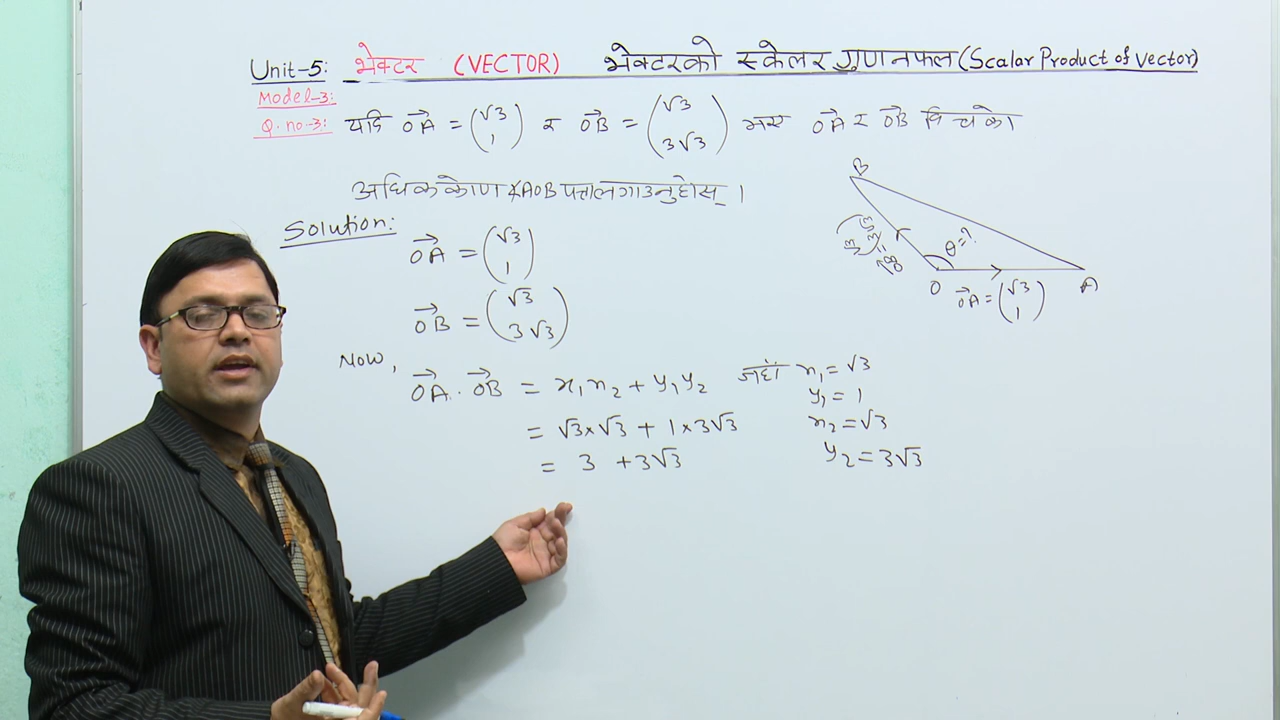 Unit-5: भेक्टर (VECTOR) भेक्टरको स्केलर गुणनफल (Scalar Product of Vector)
Model-3:
Q. no.-3: यदि OA→ = (√3 1) र OB→ = (√3 3√3) भए OA→ र OB→ बिचको
अधिक कोण ∡AOB पत्ता लगाउनुहोस् ।
Solution:
OA→ = (√3 1)
OB→ = (√3 3√3)
Now,
OA→ . OB→ = x₁x₂ + y₁y₂ जहाँ x₁ = √3
y₁ = 1
= √3×√3 + 1×3√3 x₂ = √3
= 3 + 3√3 y₂ = 3√3
B
θ=?
O
A
OA→ = (√3 1)